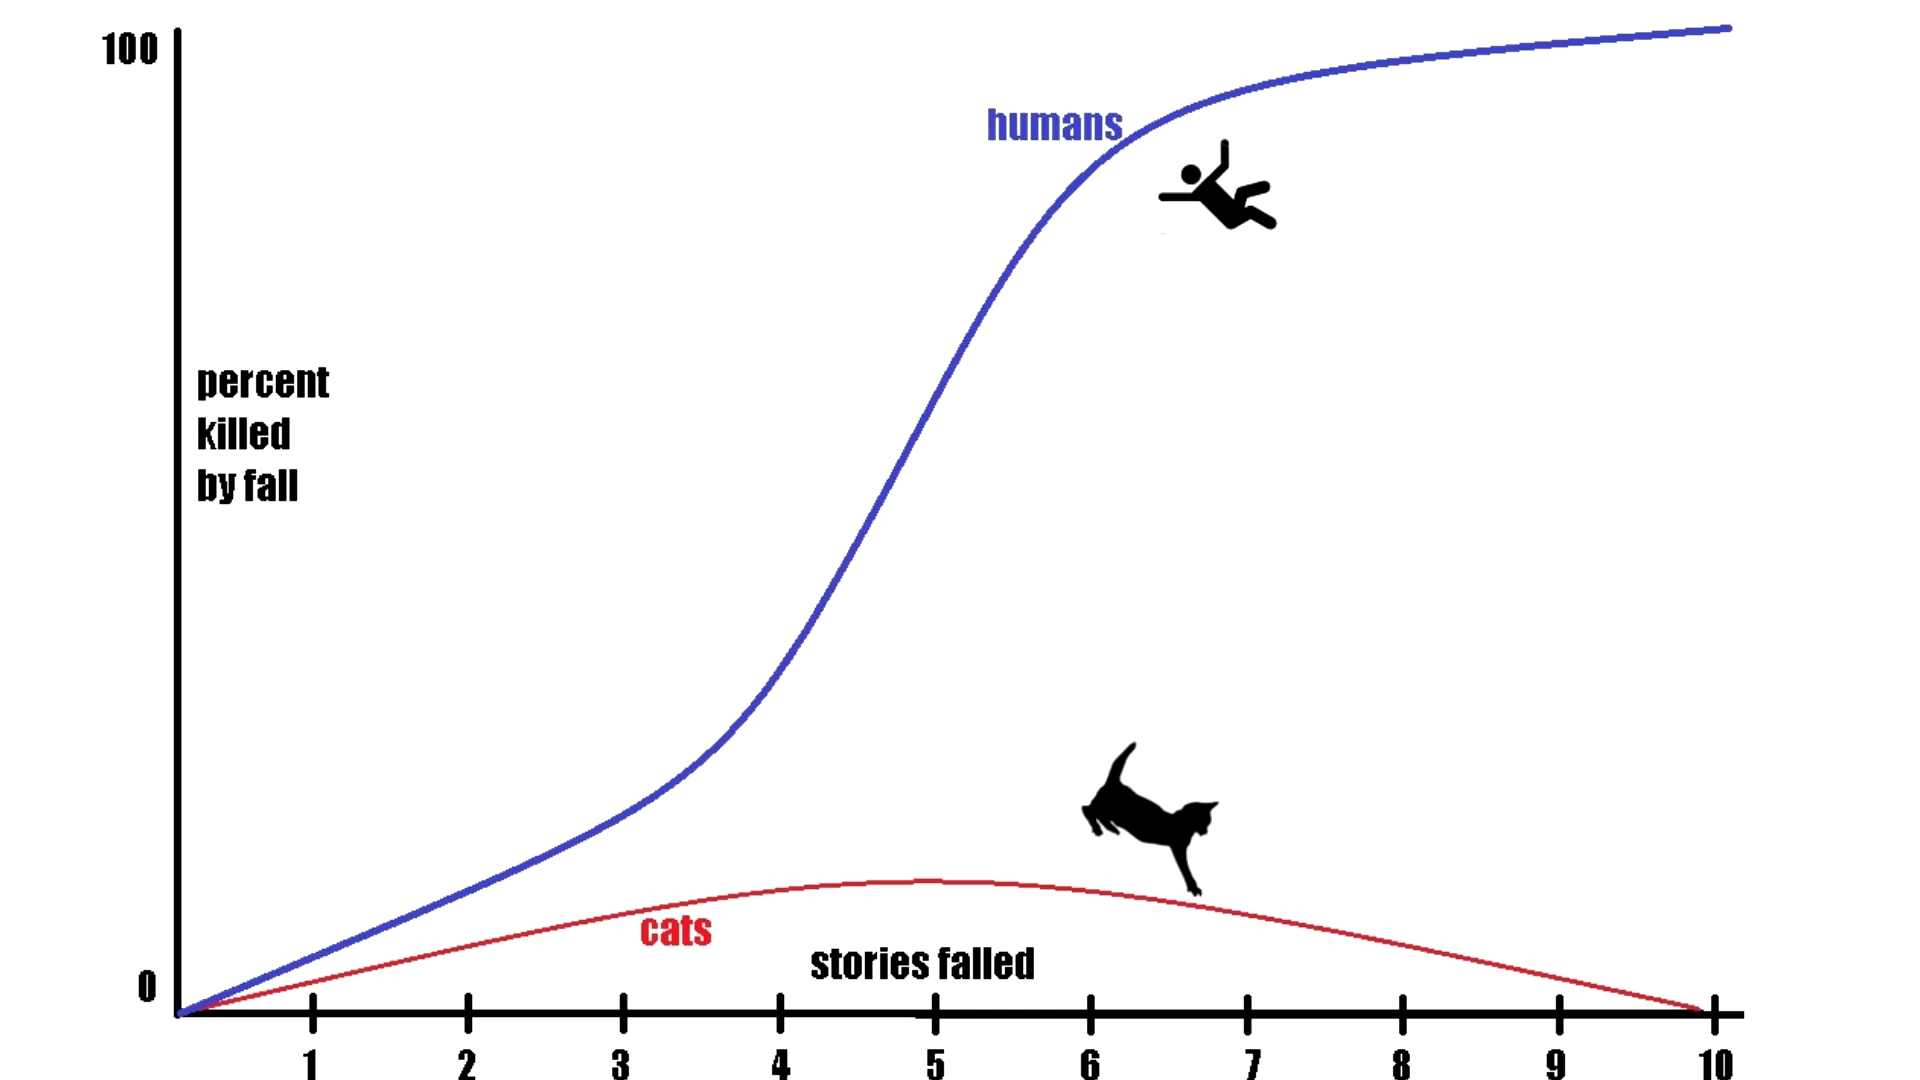 100
humans
percent
killed
by fall
cats
stories falled
0
1 2 3 4 5 6 7 8 9 10